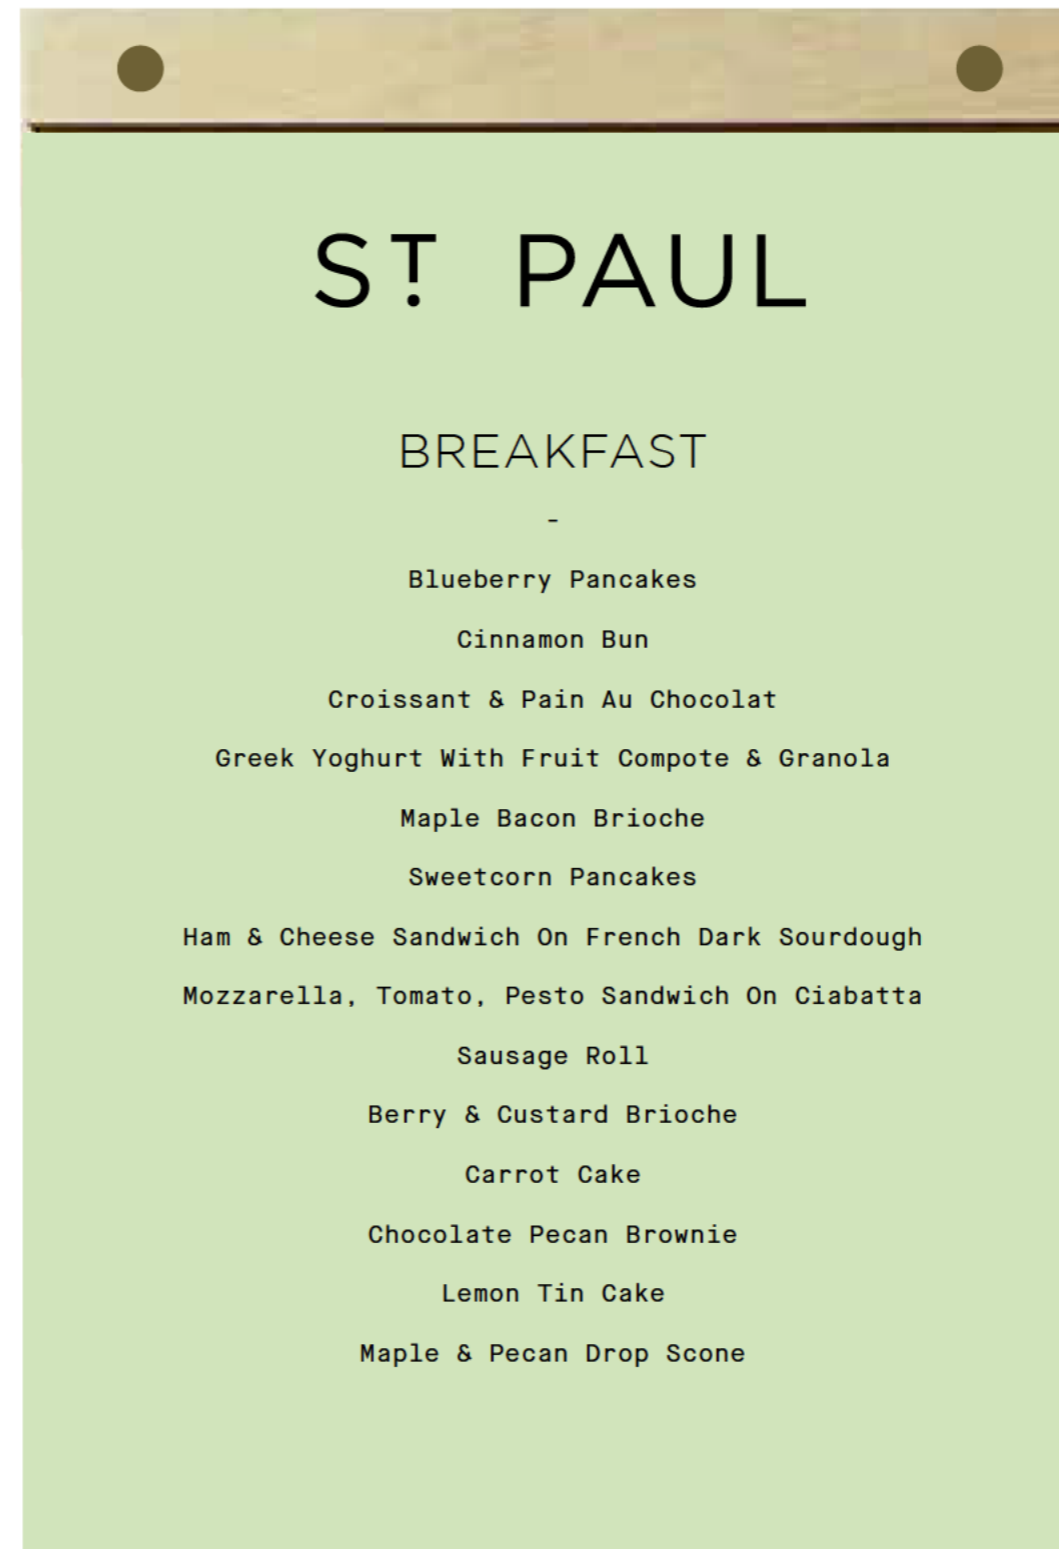 ST PAUL
BREAKFAST
-
Blueberry Pancakes
Cinnamon Bun
Croissant & Pain Au Chocolat
Greek Yoghurt With Fruit Compote & Granola
Maple Bacon Brioche
Sweetcorn Pancakes
Ham & Cheese Sandwich On French Dark Sourdough
Mozzarella, Tomato, Pesto Sandwich On Ciabatta
Sausage Roll
Berry & Custard Brioche
Carrot Cake
Chocolate Pecan Brownie
Lemon Tin Cake
Maple & Pecan Drop Scone